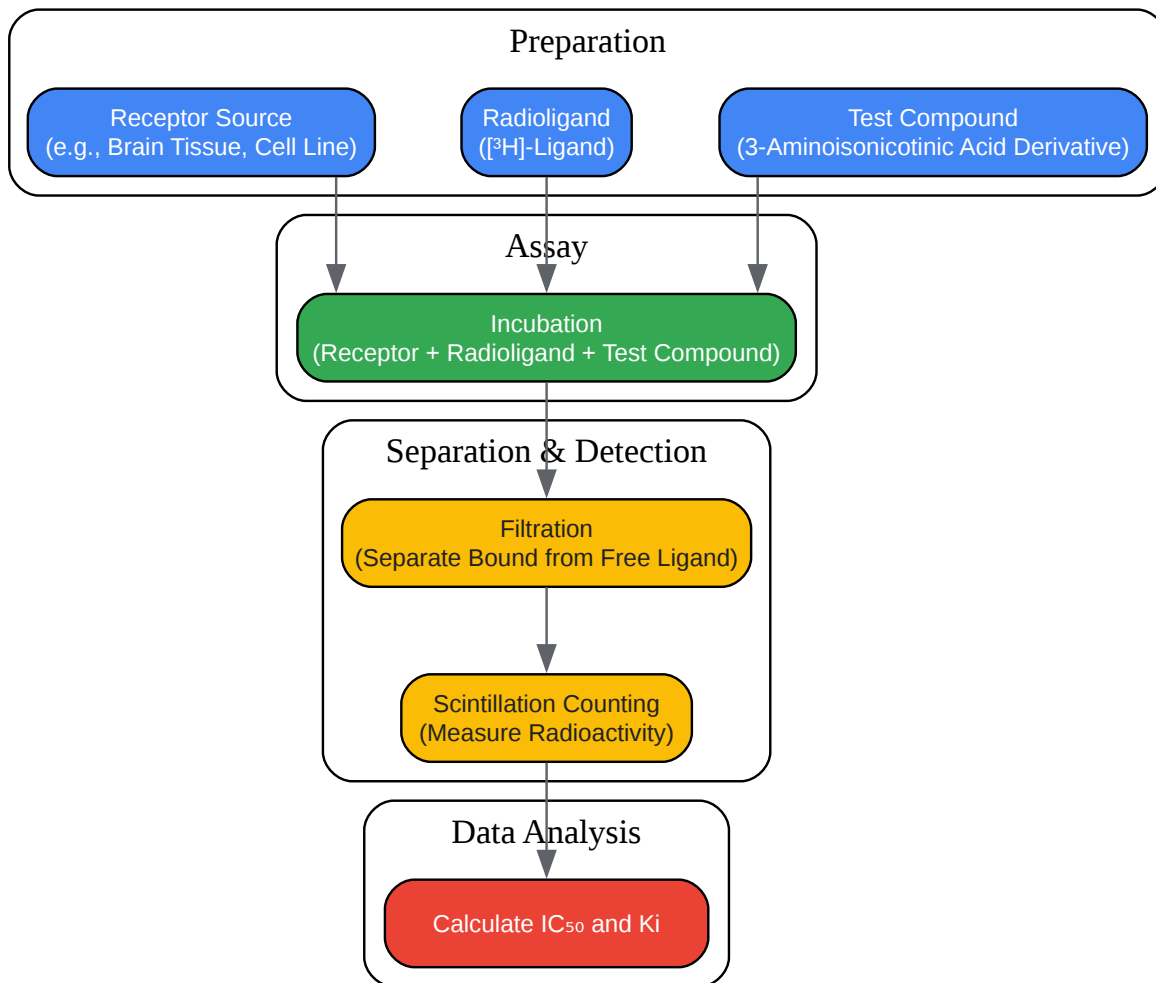 Preparation
Receptor Source
(e.g., Brain Tissue, Cell Line)
Radioligand
([³H]-Ligand)
Test Compound
(3-Aminoisonicotinic Acid Derivative)
Assay
Incubation
(Receptor + Radioligand + Test Compound)
Separation & Detection
Filtration
(Separate Bound from Free Ligand)
Scintillation Counting
(Measure Radioactivity)
Data Analysis
Calculate IC₅₀ and Ki